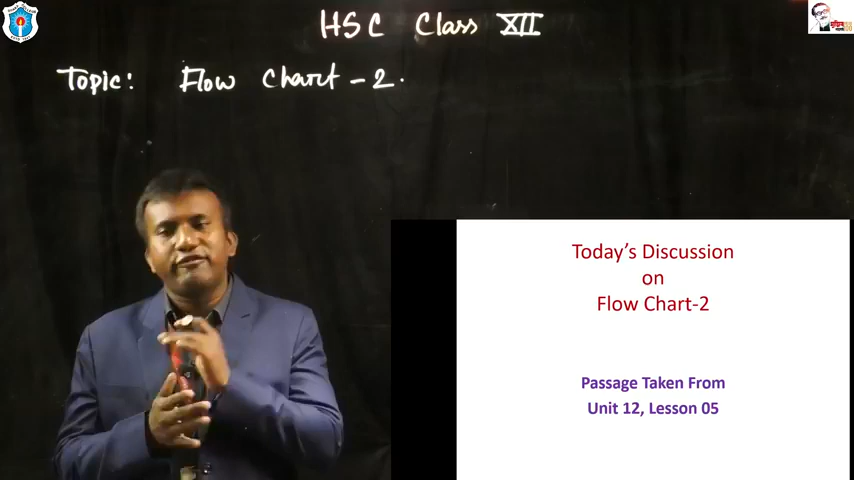 HSC Class XII
Topic: Flow Chart - 2.
Today's Discussion
on
Flow Chart-2
Passage Taken From
Unit 12, Lesson 05